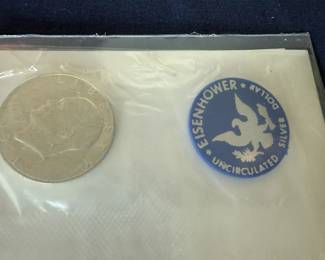 EISENHOWER DOLLAR
UNCIRCULATED SILVER